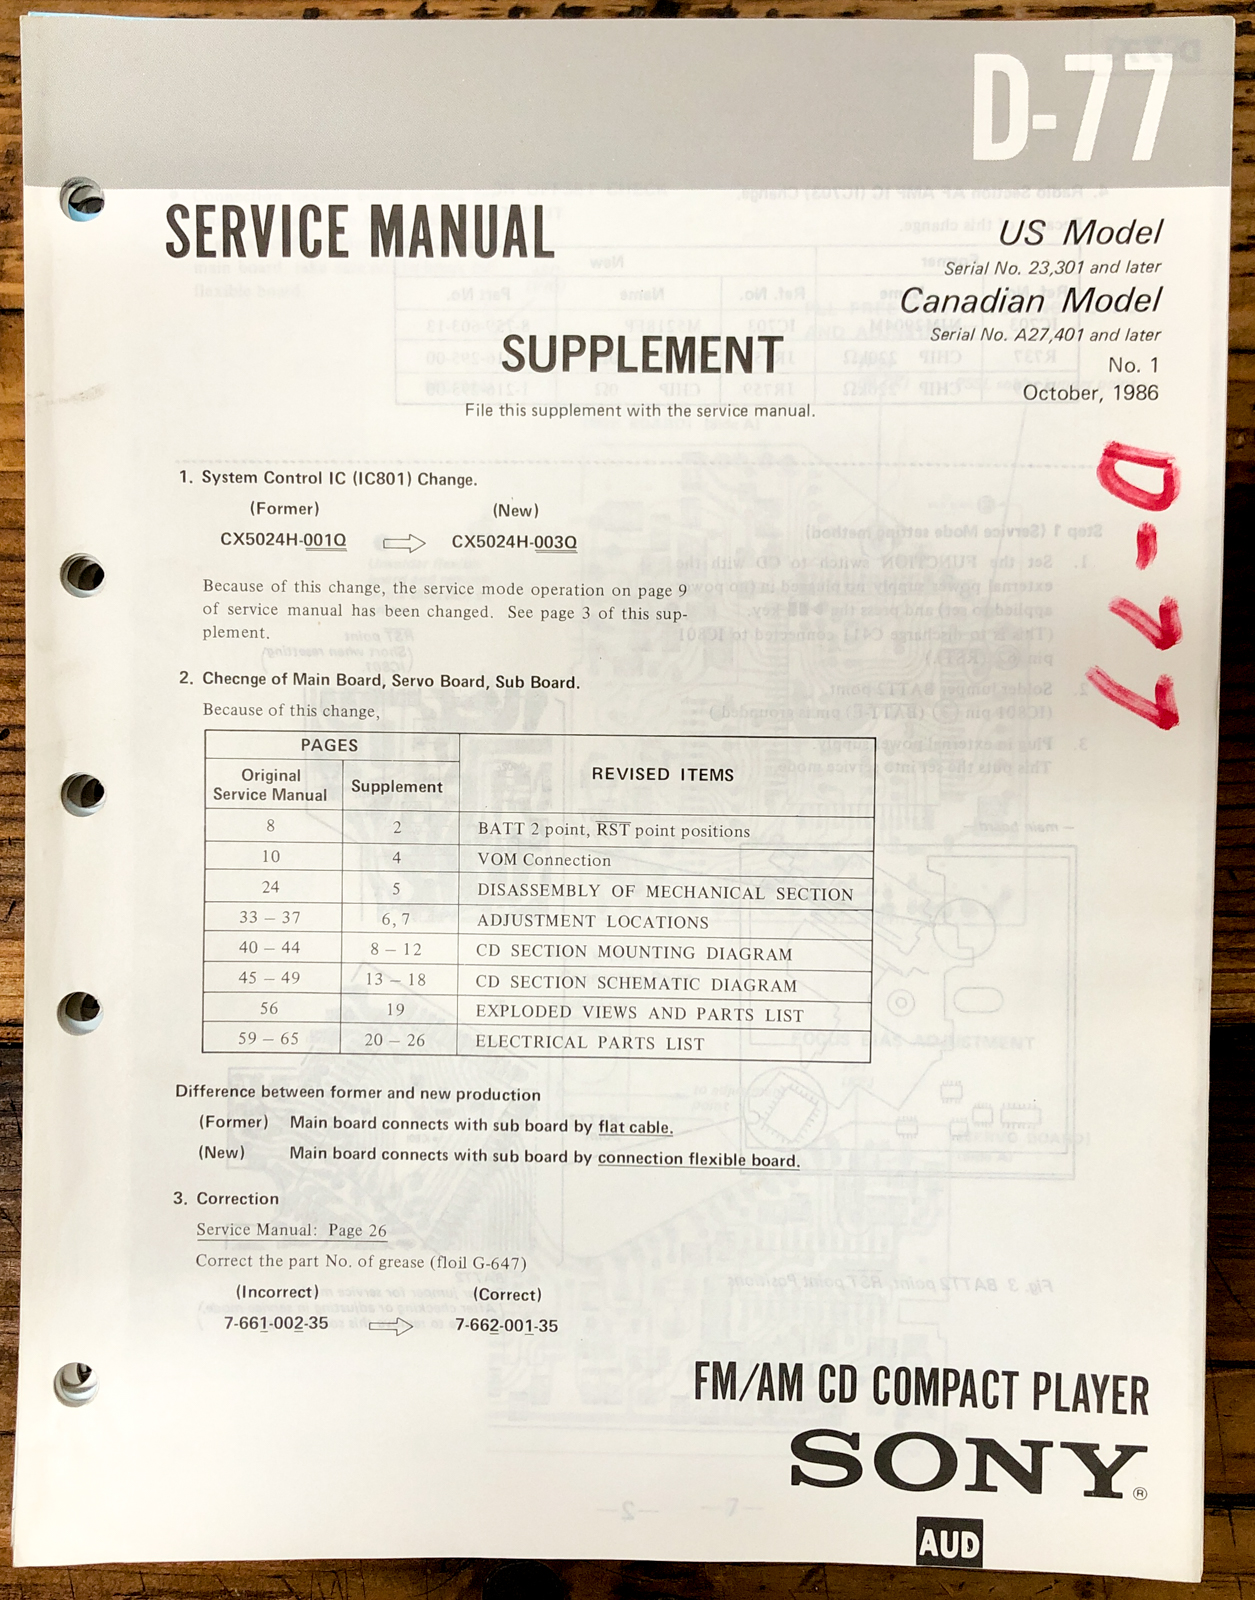 D-77
SERVICE MANUAL
US Model
Serial No. 23,301 and later
Canadian Model
Serial No. A27,401 and later
SUPPLEMENT
No. 1
October, 1986
File this supplement with the service manual.
D-77
1. System Control IC (IC801) Change.
(Former) (New)
CX5024H-001Q ⇨ CX5024H-003Q
Because of this change, the service mode operation on page 9
of service manual has been changed. See page 3 of this sup-
plement.
2. Checnge of Main Board, Servo Board, Sub Board.
Because of this change,
PAGES
REVISED ITEMS
Original
Service Manual
Supplement
8 2 BATT 2 point, RST point positions
10 4 VOM Connection
24 5 DISASSEMBLY OF MECHANICAL SECTION
33 – 37 6, 7 ADJUSTMENT LOCATIONS
40 – 44 8 – 12 CD SECTION MOUNTING DIAGRAM
45 – 49 13 – 18 CD SECTION SCHEMATIC DIAGRAM
56 19 EXPLODED VIEWS AND PARTS LIST
59 – 65 20 – 26 ELECTRICAL PARTS LIST
Difference between former and new production
(Former) Main board connects with sub board by flat cable.
(New) Main board connects with sub board by connection flexible board.
3. Correction
Service Manual: Page 26
Correct the part No. of grease (floil G-647)
(Incorrect) (Correct)
7-661-002-35 ⇨ 7-662-001-35
FM/AM CD COMPACT PLAYER
SONY®
AUD